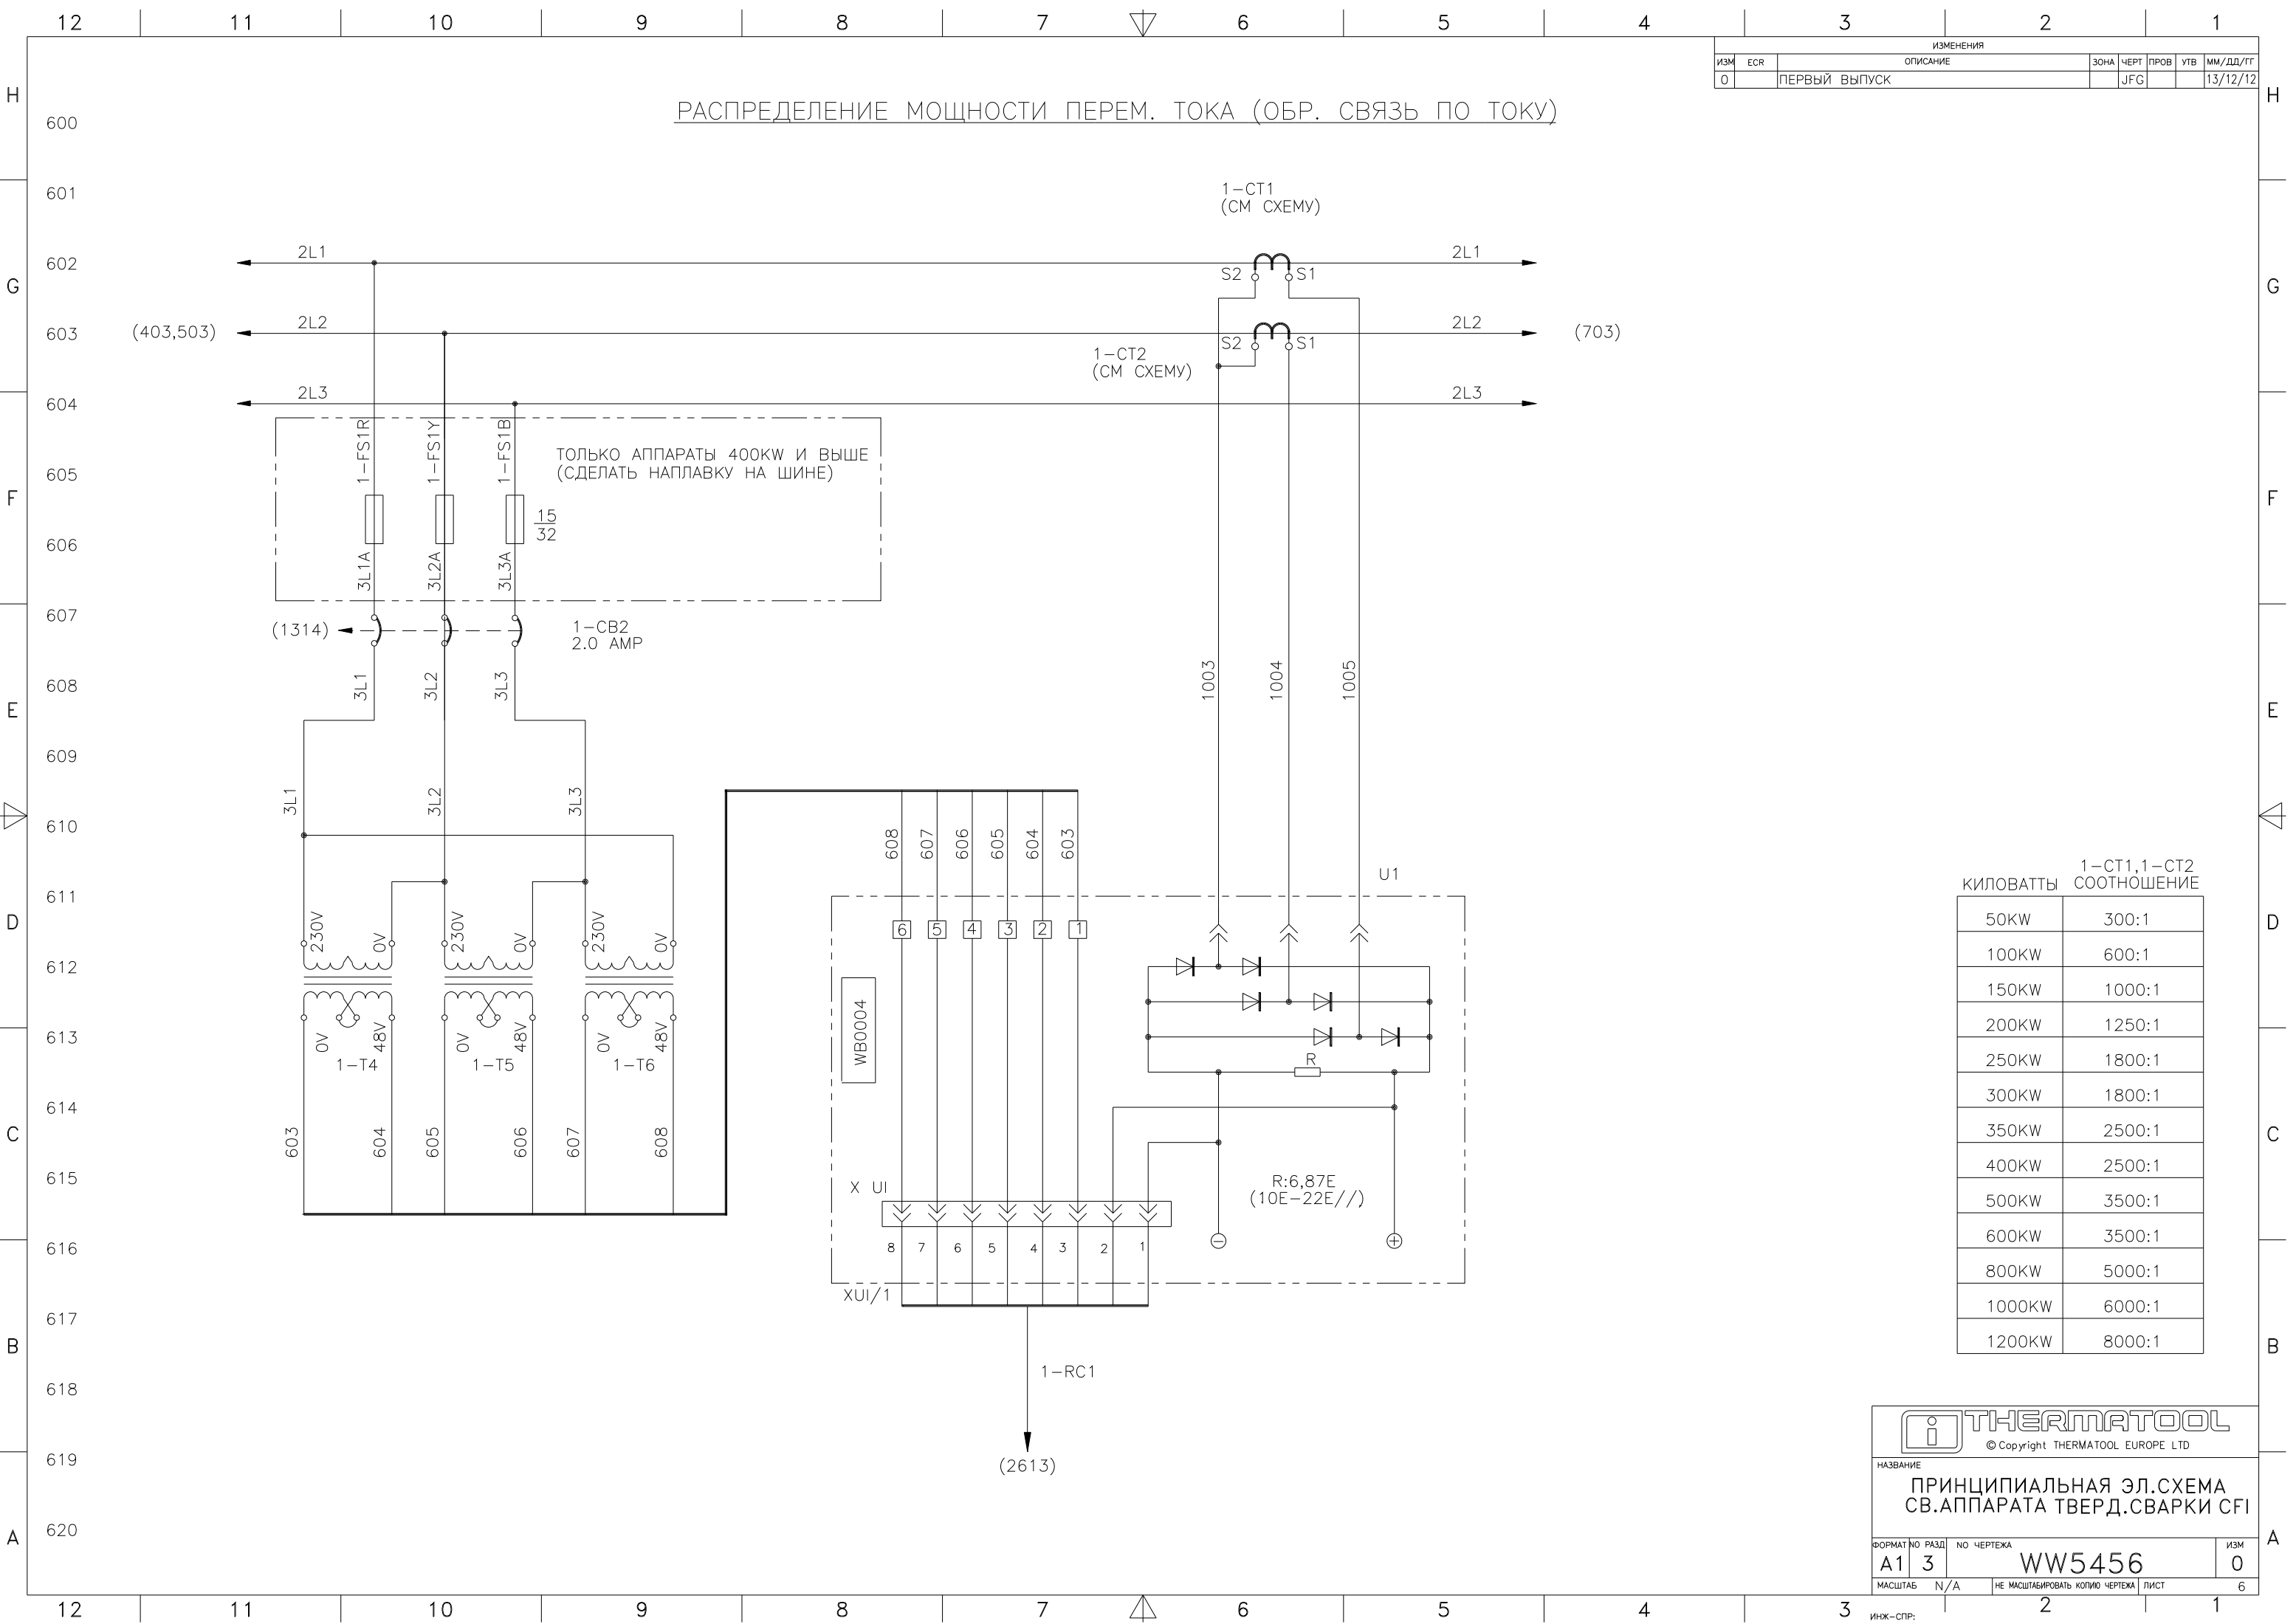 12 11 10 9 8 7 6 5 4 3 2 1
ИЗМЕНЕНИЯ
ИЗМ ECR ОПИСАНИЕ ЗОНА ЧЕРТ ПРОВ УТВ ММ/ДД/ГГ
0 ПЕРВЫЙ ВЫПУСК JFG 13/12/12
H H
РАСПРЕДЕЛЕНИЕ МОЩНОСТИ ПЕРЕМ. ТОКА (ОБР. СВЯЗЬ ПО ТОКУ)
600
601
1-CT1
(СМ СХЕМУ)
602 2L1 2L1
S2 S1
G G
603 (403,503) 2L2 2L2 (703)
S2 S1
1-CT2
(СМ СХЕМУ)
604 2L3 2L3
1-FS1R 1-FS1Y 1-FS1B
ТОЛЬКО АППАРАТЫ 400KW И ВЫШЕ
(СДЕЛАТЬ НАПЛАВКУ НА ШИНЕ)
605
F F
15
32
606
3L1A 3L2A 3L3A
607
(1314) 1-CB2
2.0 AMP
608 3L1 3L2 3L3 1003 1004 1005
E E
609
3L1 3L2 3L3
610
608 607 606 605 604 603
U1
611
D D
230V 0V 230V 0V 230V 0V
6 5 4 3 2 1
612
WB0004
613
0V 48V 0V 48V 0V 48V
1-T4 1-T5 1-T6
R
614
C C
603 604 605 606 607 608
615
X UI
R:6,87E
(10E-22E//)
616
8 7 6 5 4 3 2 1
- +
XUI/1
617
B B
1-RC1
618
619
(2613)
620
A A
1-CT1,1-CT2
КИЛОВАТТЫ СООТНОШЕНИЕ
50KW 300:1
100KW 600:1
150KW 1000:1
200KW 1250:1
250KW 1800:1
300KW 1800:1
350KW 2500:1
400KW 2500:1
500KW 3500:1
600KW 3500:1
800KW 5000:1
1000KW 6000:1
1200KW 8000:1
THERMATOOL
© Copyright THERMATOOL EUROPE LTD
НАЗВАНИЕ
ПРИНЦИПИАЛЬНАЯ ЭЛ.СХЕМА
СВ.АППАРАТА ТВЕРД.СВАРКИ CFI
ФОРМАТ NO РАЗД NO ЧЕРТЕЖА ИЗМ
A1 3 WW5456 0
МАСШТАБ N/A НЕ МАСШТАБИРОВАТЬ КОПИЮ ЧЕРТЕЖА ЛИСТ 6
12 11 10 9 8 7 6 5 4 3 2 1
ИНЖ-СПР: